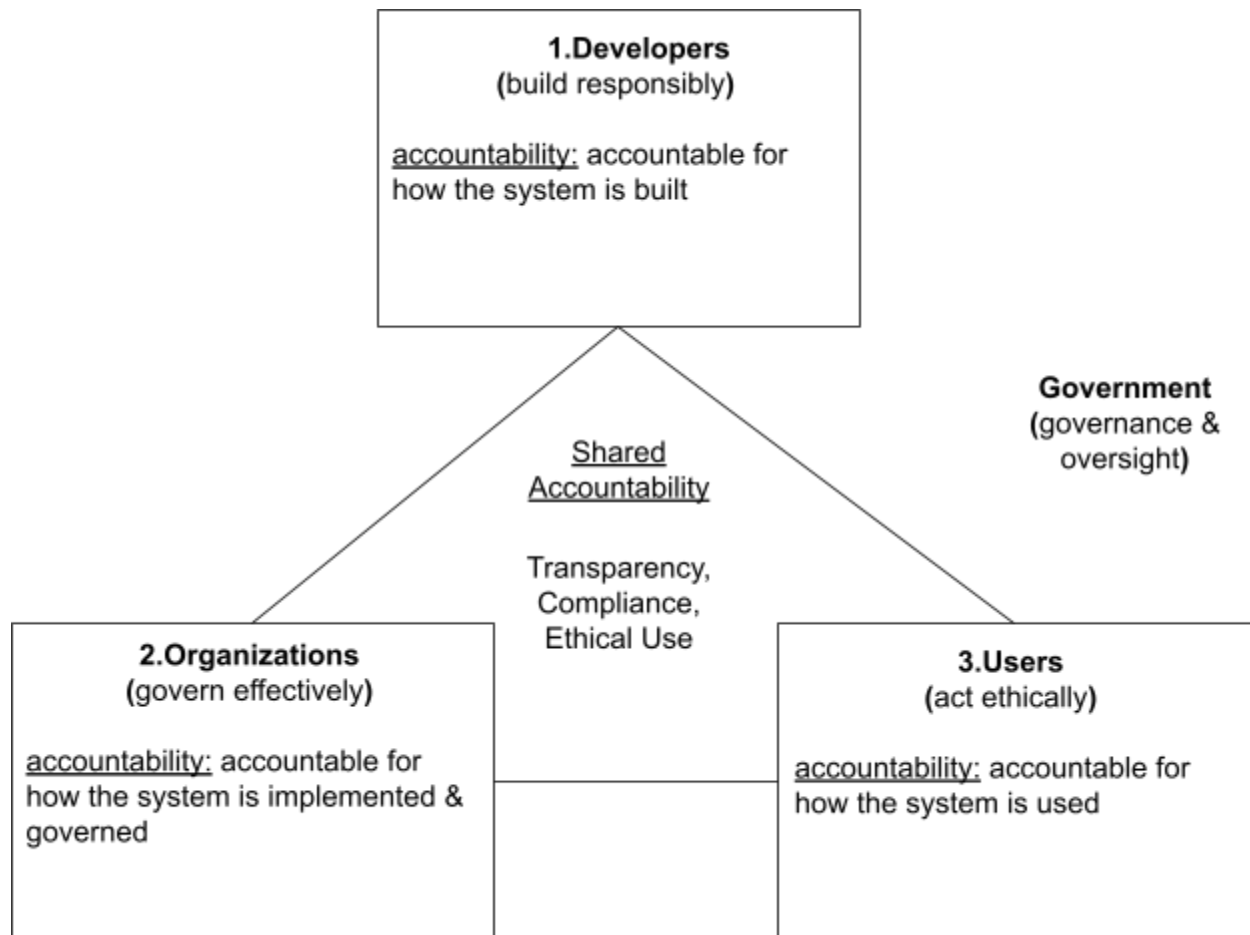 1.Developers
(build responsibly)
accountability: accountable for
how the system is built
Government
(governance &
oversight)
Shared
Accountability
Transparency,
Compliance,
Ethical Use
2.Organizations
(govern effectively)
accountability: accountable for
how the system is implemented &
governed
3.Users
(act ethically)
accountability: accountable for
how the system is used